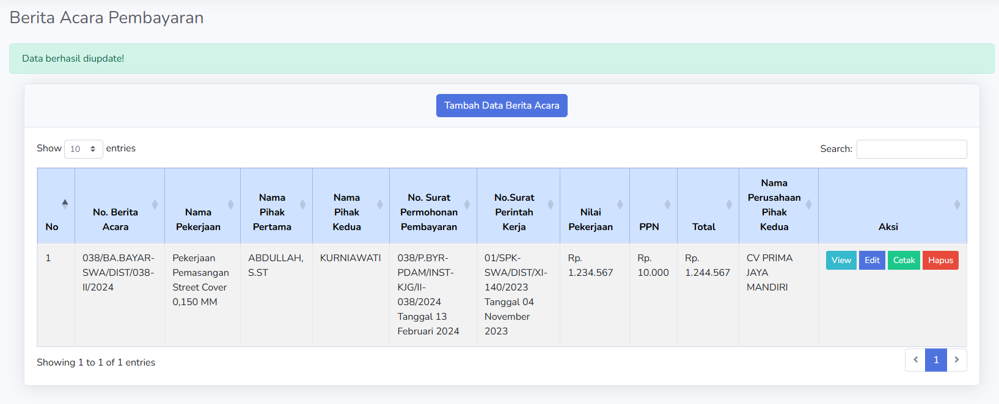 Berita Acara Pembayaran
Data berhasil diupdate!
Tambah Data Berita Acara
Show 10 entries
Search:
No
No. Berita
Acara
Nama
Pekerjaan
Nama
Pihak
Pertama
Nama
Pihak
Kedua
No. Surat
Permohonan
Pembayaran
No.Surat
Perintah
Kerja
Nilai
Pekerjaan
PPN
Total
Nama
Perusahaan
Pihak
Kedua
Aksi
1
038/BA.BAYAR-
SWA/DIST/038-
II/2024
Pekerjaan
Pemasangan
Street Cover
0,150 MM
ABDULLAH,
S.ST
KURNIAWATI
038/P.BYR-
PDAM/INST-
KJG/II-
038/2024
Tanggal 13
Februari 2024
01/SPK-
SWA/DIST/XI-
140/2023
Tanggal 04
November
2023
Rp.
1.234.567
Rp.
10.000
Rp.
1.244.567
CV PRIMA
JAYA
MANDIRI
View Edit Cetak Hapus
Showing 1 to 1 of 1 entries
1